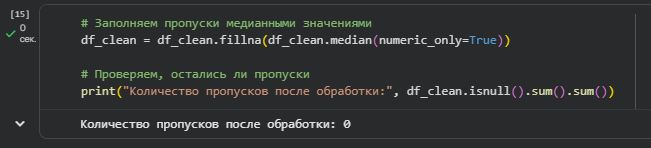 [15]
0
сек.
# Заполняем пропуски медианными значениями
df_clean = df_clean.fillna(df_clean.median(numeric_only=True))
# Проверяем, остались ли пропуски
print("Количество пропусков после обработки:", df_clean.isnull().sum().sum())
Количество пропусков после обработки: 0